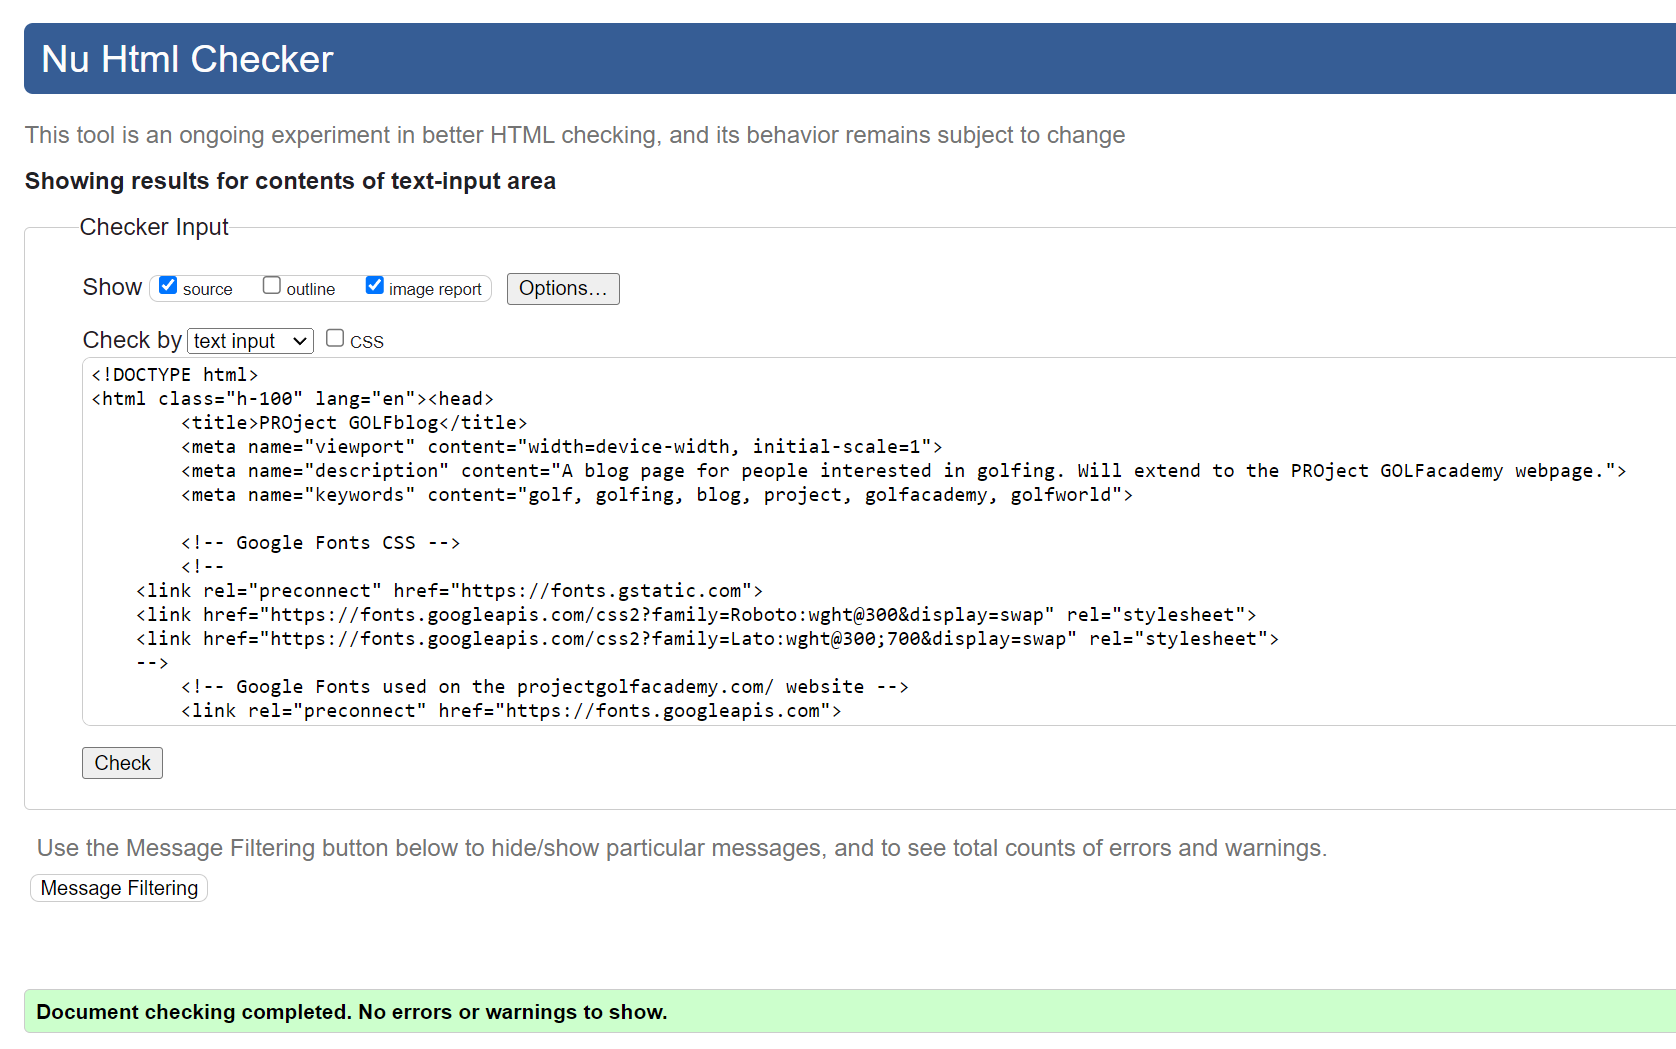 Nu Html Checker
This tool is an ongoing experiment in better HTML checking, and its behavior remains subject to change
Showing results for contents of text-input area
Checker Input
Show source outline image report Options...
Check by text input CSS
<!DOCTYPE html>
<html class="h-100" lang="en"><head>
<title>PROject GOLFblog</title>
<meta name="viewport" content="width=device-width, initial-scale=1">
<meta name="description" content="A blog page for people interested in golfing. Will extend to the PROject GOLFacademy webpage.">
<meta name="keywords" content="golf, golfing, blog, project, golfacademy, golfworld">
<!-- Google Fonts CSS -->
<!--
<link rel="preconnect" href="https://fonts.gstatic.com">
<link href="https://fonts.googleapis.com/css2?family=Roboto:wght@300&display=swap" rel="stylesheet">
<link href="https://fonts.googleapis.com/css2?family=Lato:wght@300;700&display=swap" rel="stylesheet">
-->
<!-- Google Fonts used on the projectgolfacademy.com/ website -->
<link rel="preconnect" href="https://fonts.googleapis.com">
Check
Use the Message Filtering button below to hide/show particular messages, and to see total counts of errors and warnings.
Message Filtering
Document checking completed. No errors or warnings to show.